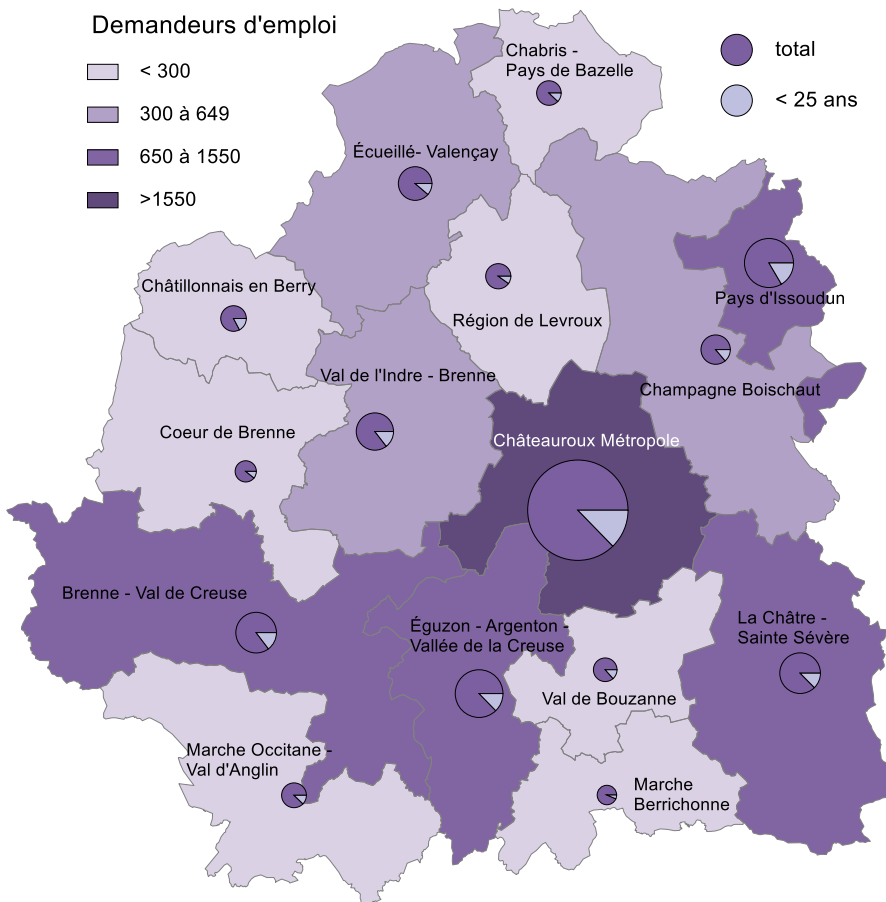 Demandeurs d'emploi
< 300
300 à 649
650 à 1550
>1550
total
< 25 ans
Chabris -
Pays de Bazelle
Écueillé- Valençay
Châtillonnais en Berry
Région de Levroux
Pays d'Issoudun
Val de l'Indre - Brenne
Champagne Boischaut
Coeur de Brenne
Châteauroux Métropole
Brenne - Val de Creuse
Éguzon - Argenton -
Vallée de la Creuse
La Châtre -
Sainte Sévère
Val de Bouzanne
Marche Occitane -
Val d'Anglin
Marche
Berrichonne